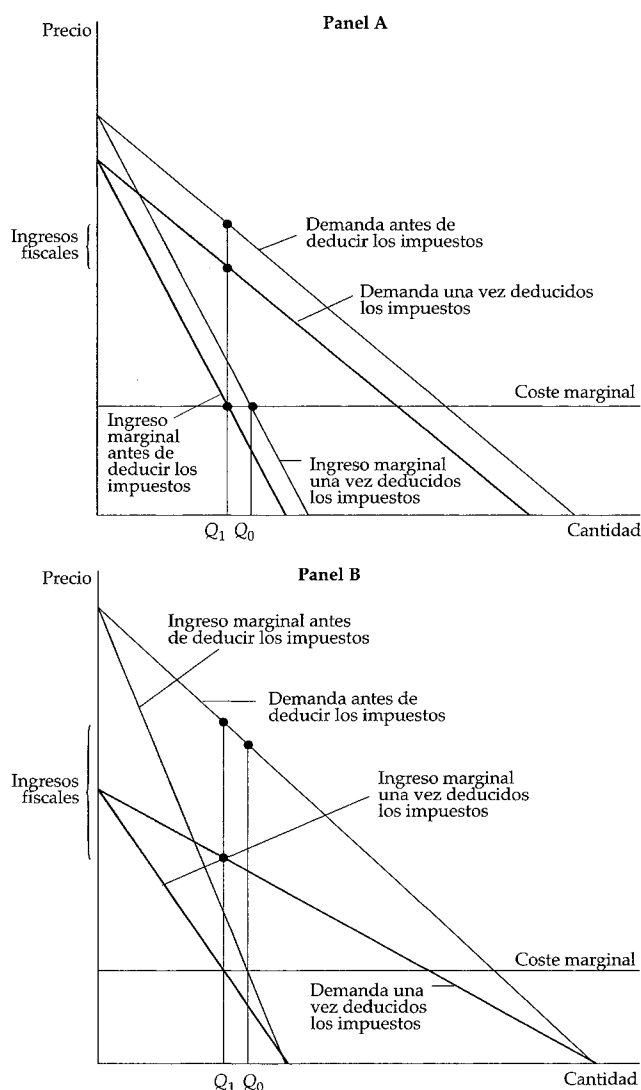 Panel A
Precio
Demanda antes de
deducir los impuestos
Ingresos
fiscales
Demanda una vez deducidos
los impuestos
Coste marginal
Ingreso
marginal
antes de
deducir los
impuestos
Ingreso marginal
una vez deducidos
los impuestos
Q1 Q0
Cantidad
Panel B
Precio
Ingreso marginal antes
de deducir los impuestos
Demanda antes de
deducir los impuestos
Ingresos
fiscales
Ingreso marginal
una vez deducidos
los impuestos
Coste marginal
Demanda una
vez deducidos
los impuestos
Q1 Q0
Cantidad